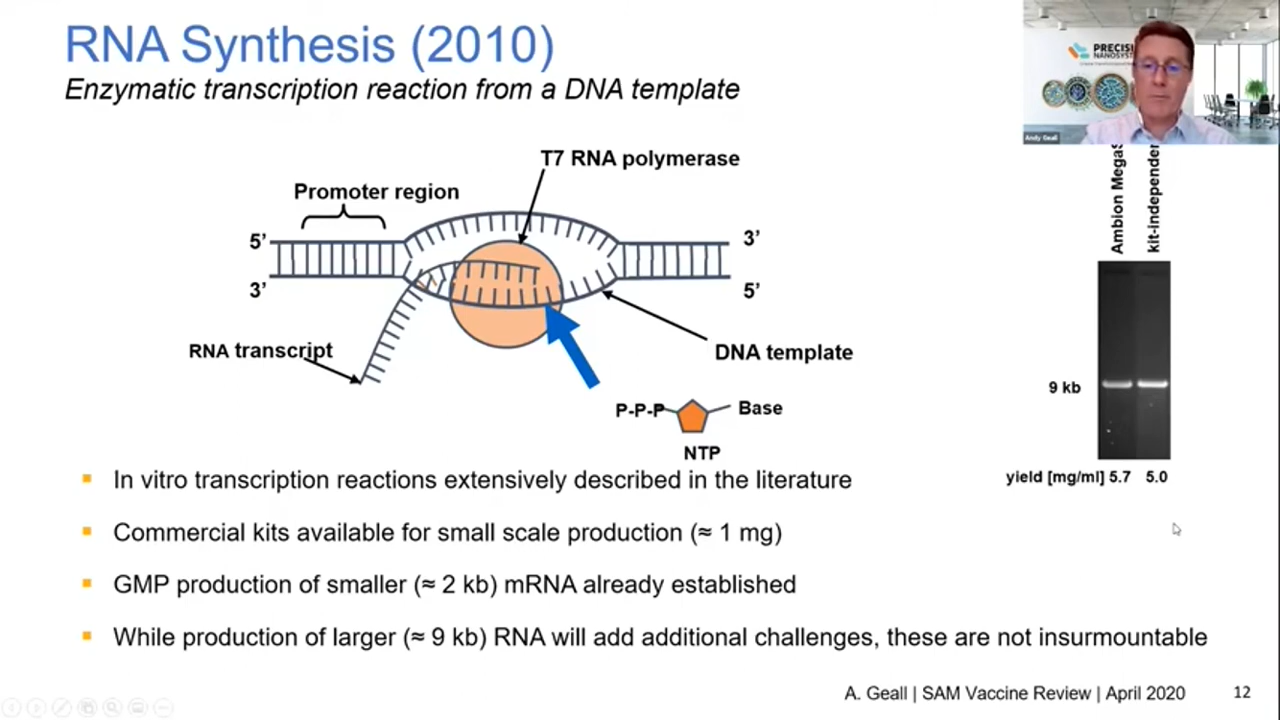 RNA Synthesis (2010)
Enzymatic transcription reaction from a DNA template
PRECISI
NANOSYST
Andy Geall
T7 RNA polymerase
Promoter region
5’
3’
3’
5’
RNA transcript
DNA template
P-P-P
Base
NTP
Ambion MegaS
kit-independen
9 kb
yield [mg/ml] 5.7 5.0
▪ In vitro transcription reactions extensively described in the literature
▪ Commercial kits available for small scale production (≈ 1 mg)
▪ GMP production of smaller (≈ 2 kb) mRNA already established
▪ While production of larger (≈ 9 kb) RNA will add additional challenges, these are not insurmountable
A. Geall | SAM Vaccine Review | April 2020
12